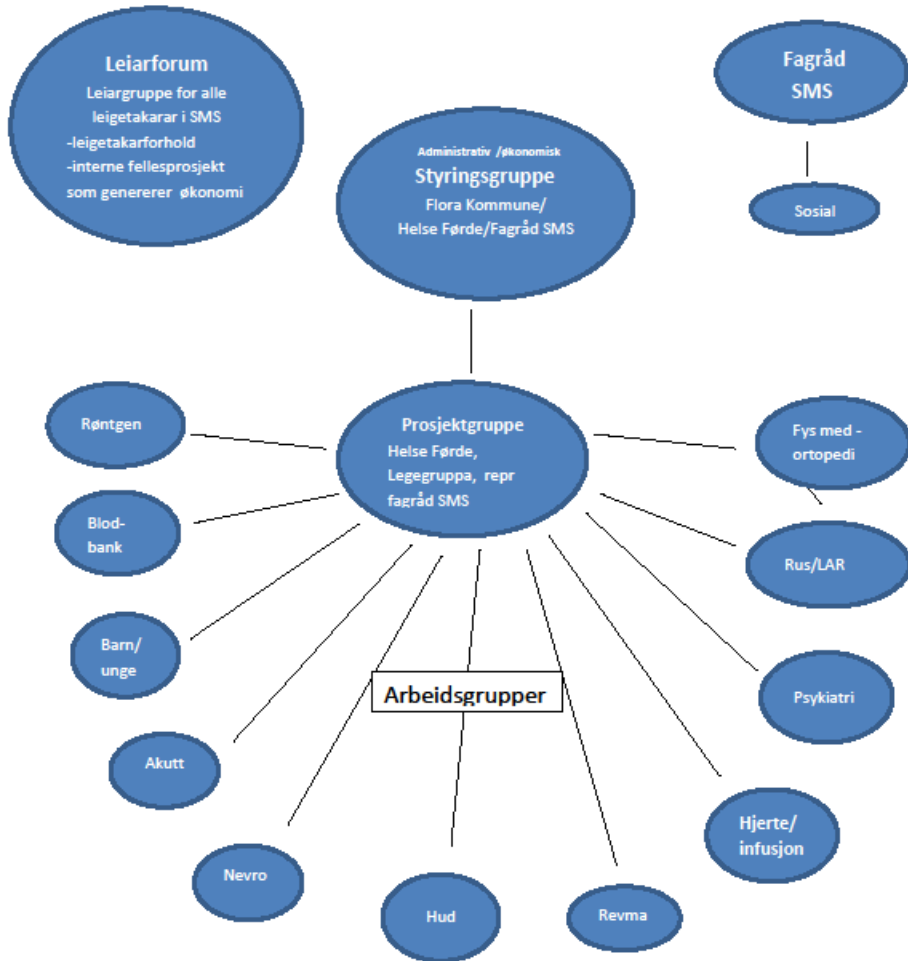 Leiarforum
Leiargruppe for alle
leigetakarar i SMS
-leigetakarforhold
-interne fellesprosjekt
som genererer økonomi
Fagråd
SMS
Sosial
Administrativ /økonomisk
Styringsgruppe
Flora Kommune/
Helse Førde/Fagråd SMS
Prosjektgruppe
Helse Førde,
Legegruppa, repr
fagråd SMS
Røntgen
Blod-
bank
Barn/
unge
Akutt
Nevro
Hud
Revma
Hjerte/
infusjon
Psykiatri
Rus/LAR
Fys med -
ortopedi
Arbeidsgrupper